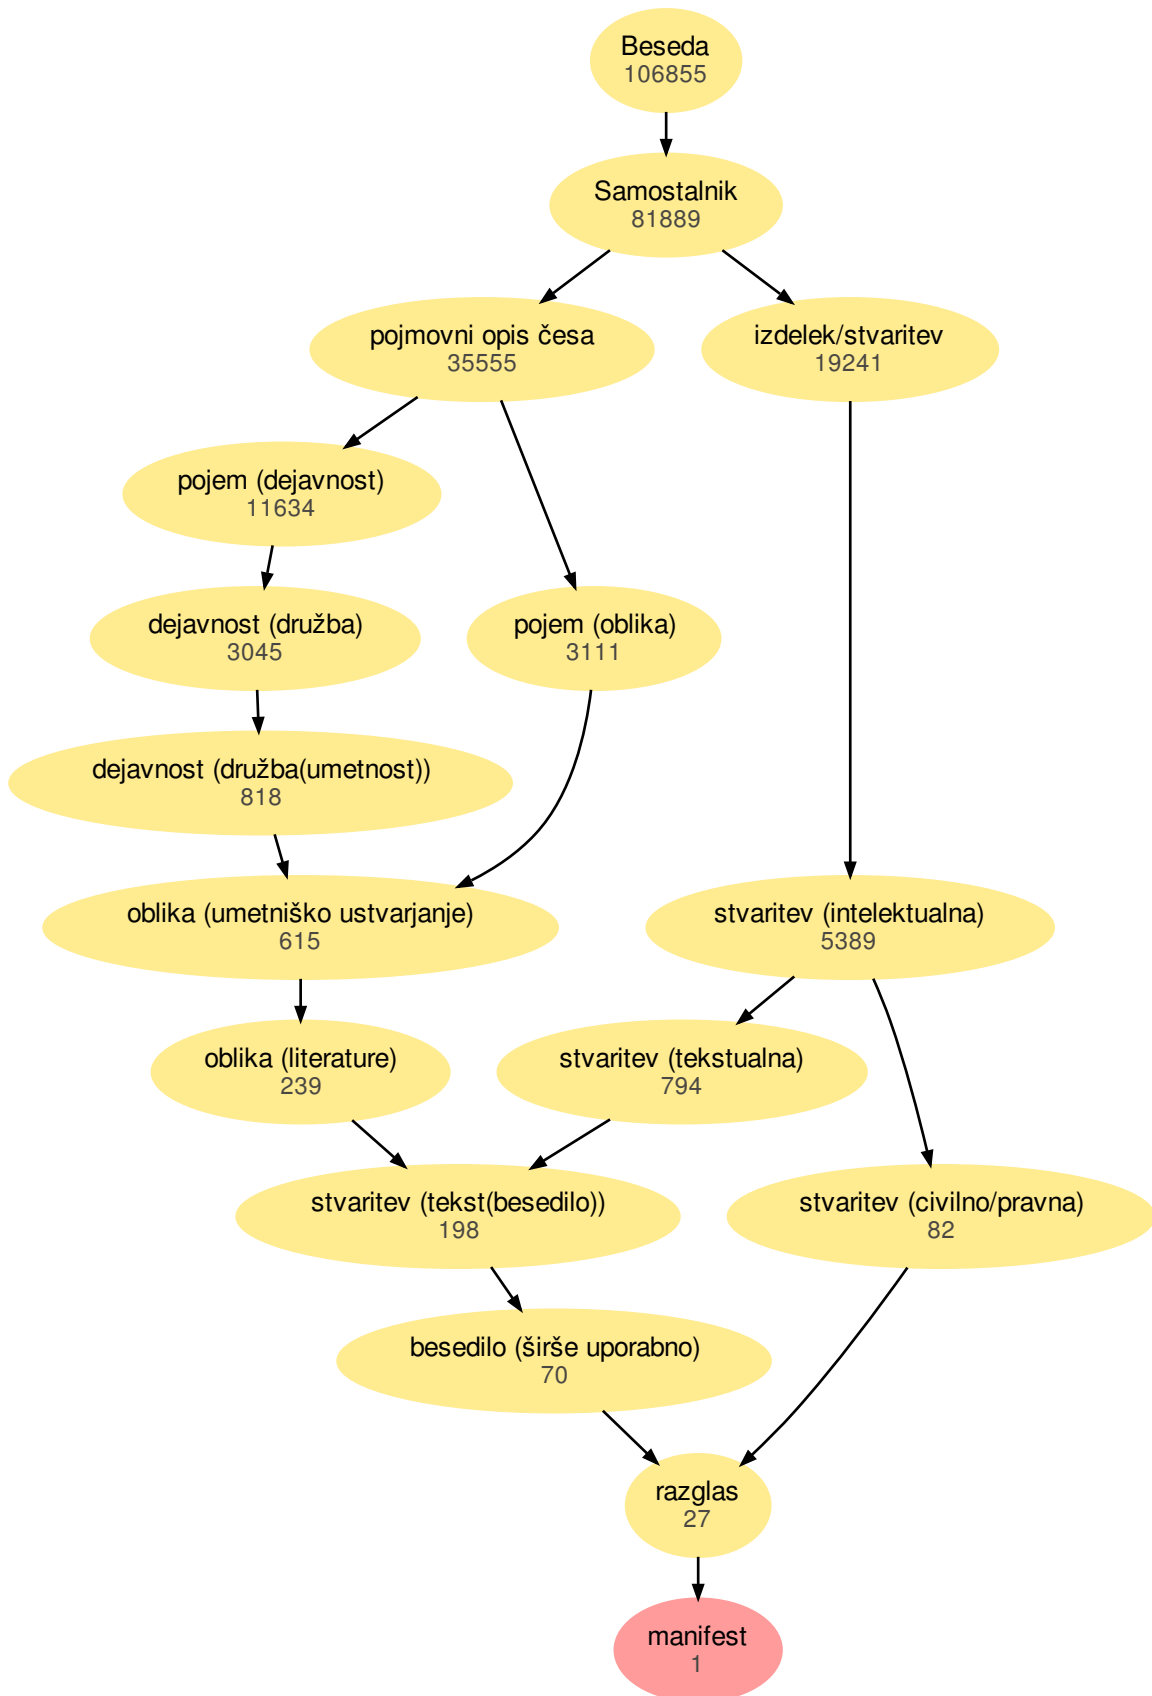 Beseda
106855
Samostalnik
81889
pojmovni opis česa
35555
izdelek/stvaritev
19241
pojem (dejavnost)
11634
dejavnost (družba)
3045
pojem (oblika)
3111
dejavnost (družba(umetnost))
818
oblika (umetniško ustvarjanje)
615
stvaritev (intelektualna)
5389
oblika (literature)
239
stvaritev (tekstualna)
794
stvaritev (tekst(besedilo))
198
stvaritev (civilno/pravna)
82
besedilo (širše uporabno)
70
razglas
27
manifest
1